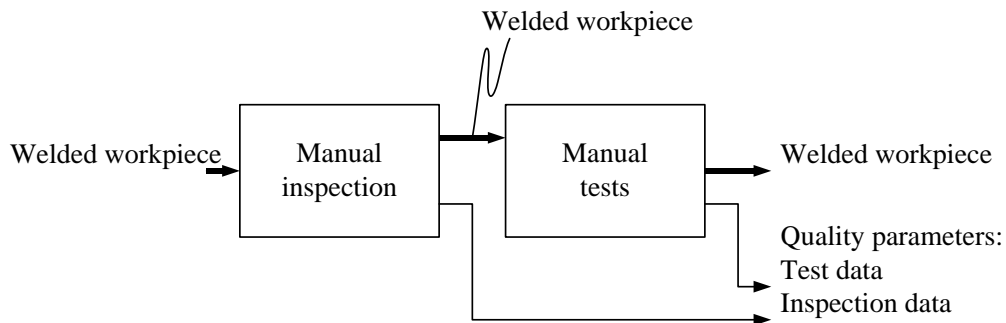 Welded workpiece
Welded workpiece
Manual
inspection
Manual
tests
Welded workpiece
Quality parameters:
Test data
Inspection data